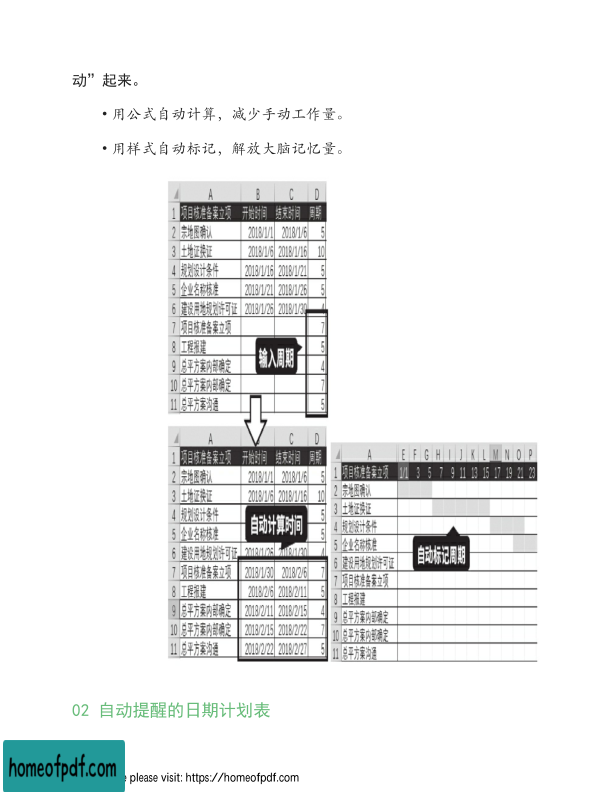 动”起来。
•用公式自动计算，减少手动工作量。
•用样式自动标记，解放大脑记忆量。
A B C D
1 项目核准备案立项 开始时间 结束时间 周期
2 宗地图确认 2018/1/1 2018/1/6 5
3 土地证换证 2018/1/6 2018/1/16 10
4 规划设计条件 2018/1/16 2018/1/21 5
5 企业名称核准 2018/1/21 2018/1/26 5
6 建设用地规划许可证 2018/1/26 2018/1/30 4
7 项目核准备案立项 7
8 工程报建 5
输入周期
9 总平方案内部确定 4
10 总平方案内部确定 7
11 总平方案沟通 5
A B C D
1 项目核准备案立项 开始时间 结束时间 周期
2 宗地图确认 2018/1/1 2018/1/6 5
3 土地证换证 2018/1/6 2018/1/16 10
4 规划设计条件 5
自动计算时间
5 企业名称核准 5
6 建设用地规划许可证 2018/1/26 2018/1/30 4
7 项目核准备案立项 2018/1/30 2018/2/6 7
8 工程报建 2018/2/6 2018/2/11 5
9 总平方案内部确定 2018/2/11 2018/2/15 4
10 总平方案内部确定 2018/2/15 2018/2/22 7
11 总平方案沟通 2018/2/22 2018/2/27 5
A E F G H I J K L M N O P
1 项目核准备案立项 1/1 3 5 7 9 11 13 15 17 19 21 23
2 宗地图确认
3 土地证换证
4 规划设计条件
5 企业名称核准
自动标记周期
6 建设用地规划许可证
7 项目核准备案立项
8 工程报建
9 总平方案内部确定
10 总平方案内部确定
11 总平方案沟通
02 自动提醒的日期计划表
homeofpdf.com
e please visit: https://homeofpdf.com